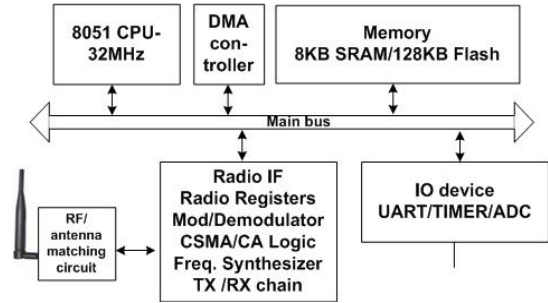 8051 CPU-
32MHz
DMA
con-
troller
Memory
8KB SRAM/128KB Flash
Main bus
RF/
antenna
matching
circuit
Radio IF
Radio Registers
Mod/Demodulator
CSMA/CA Logic
Freq. Synthesizer
TX /RX chain
IO device
UART/TIMER/ADC